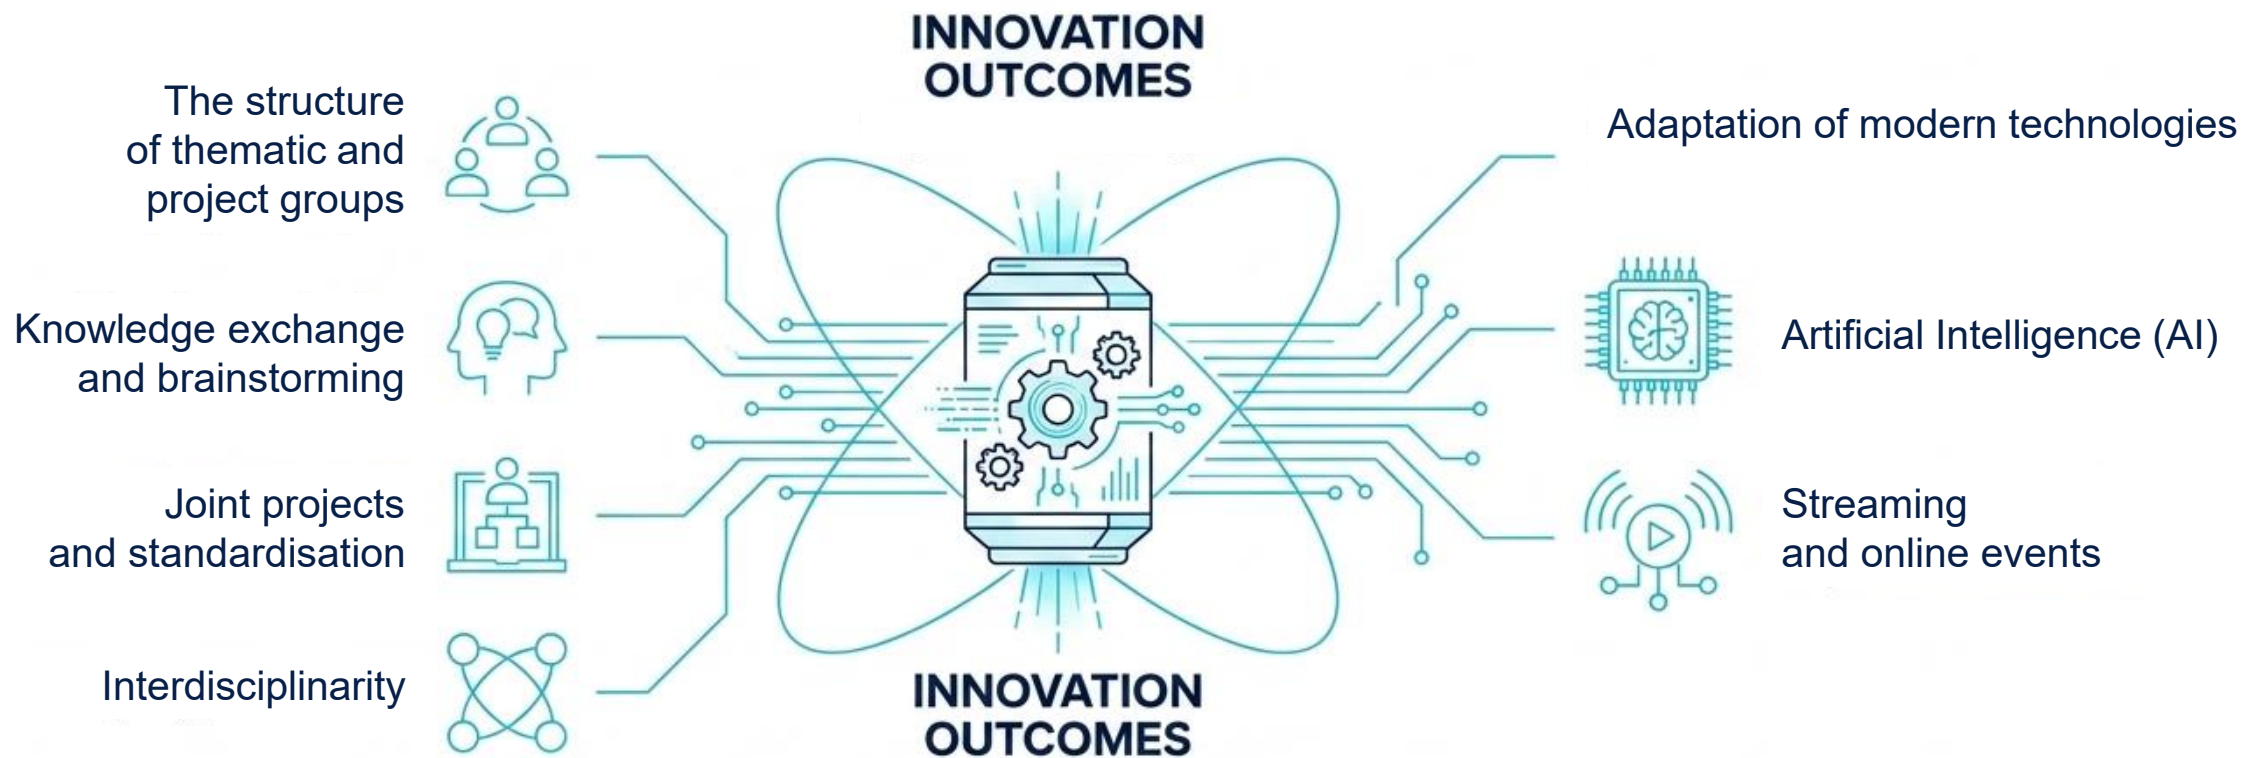 INNOVATION
OUTCOMES
The structure
of thematic and
project groups
Knowledge exchange
and brainstorming
Joint projects
and standardisation
Interdisciplinarity
Adaptation of modern technologies
Artificial Intelligence (AI)
Streaming
and online events
INNOVATION
OUTCOMES